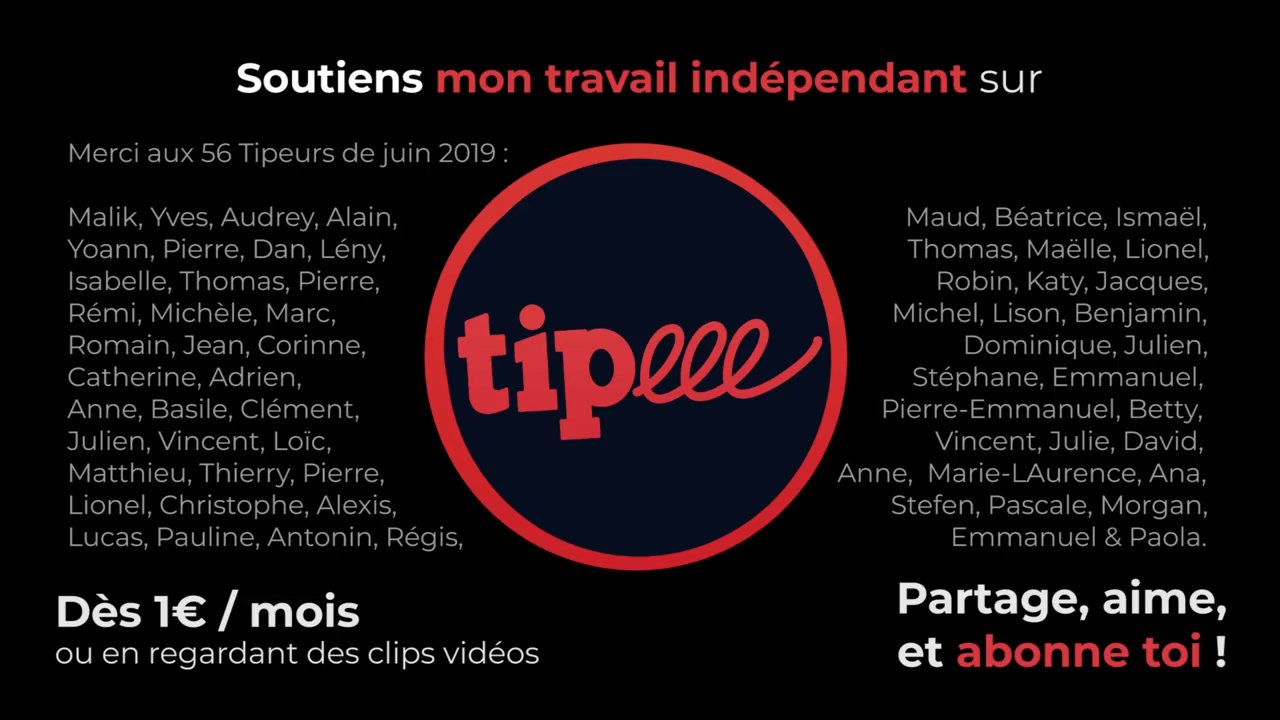 Soutiens mon travail indépendant sur
Merci aux 56 Tipeurs de juin 2019 :
Malik, Yves, Audrey, Alain,
Yoann, Pierre, Dan, Lény,
Isabelle, Thomas, Pierre,
Rémi, Michèle, Marc,
Romain, Jean, Corinne,
Catherine, Adrien,
Anne, Basile, Clément,
Julien, Vincent, Loïc,
Matthieu, Thierry, Pierre,
Lionel, Christophe, Alexis,
Lucas, Pauline, Antonin, Régis,
tipeee
Maud, Béatrice, Ismaël,
Thomas, Maëlle, Lionel,
Robin, Katy, Jacques,
Michel, Lison, Benjamin,
Dominique, Julien,
Stéphane, Emmanuel,
Pierre-Emmanuel, Betty,
Vincent, Julie, David,
Anne,  Marie-LAurence, Ana,
Stefen, Pascale, Morgan,
Emmanuel & Paola.
Dès 1€ / mois
ou en regardant des clips vidéos
Partage, aime,
et abonne toi !